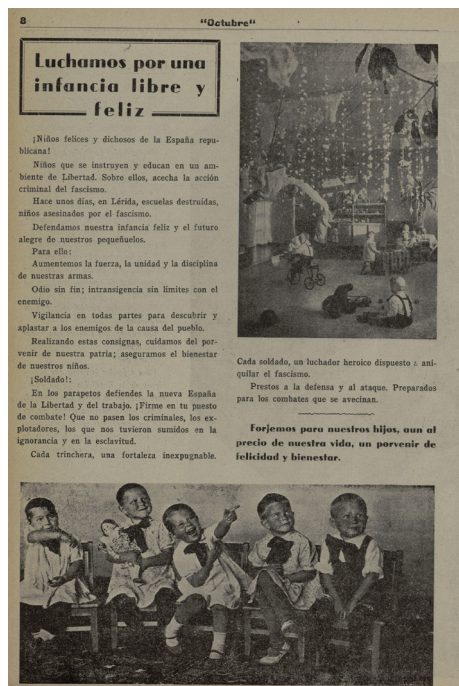 8
"Octubre"
Luchamos por una
infancia libre y
feliz
¡Niños felices y dichosos de la España repu-
blicana!
Niños que se instruyen y educan en un am-
biente de Libertad. Sobre ellos, acecha la acción
criminal del fascismo.
Hace unos días, en Lérida, escuelas destruídas,
niños asesinados por el fascismo.
Defendamos nuestra infancia feliz y el futuro
alegre de nuestros pequeñuelos.
Para ello:
Aumentemos la fuerza, la unidad y la disciplina
de nuestras armas.
Odio sin fin; intransigencia sin límites con el
enemigo.
Vigilancia en todas partes para descubrir y
aplastar a los enemigos de la causa del pueblo.
Realizando estas consignas, cuidamos del por-
venir de nuestra patria; aseguramos el bienestar
de nuestros niños.
¡Soldado!:
En los parapetos defiendes la nueva España
de la Libertad y del trabajo. ¡Firme en tu puesto
de combate! Que no pasen los criminales, los ex-
plotadores, los que nos tuvieron sumidos en la
ignorancia y en la esclavitud.
Cada trinchera, una fortaleza inexpugnable.
Cada soldado, un luchador heroico dispuesto a ani-
quilar el fascismo.
Prestos a la defensa y al ataque. Preparados
para los combates que se avecinan.
Forjemos para nuestros hijos, aun al
precio de nuestra vida, un porvenir de
felicidad y bienestar.